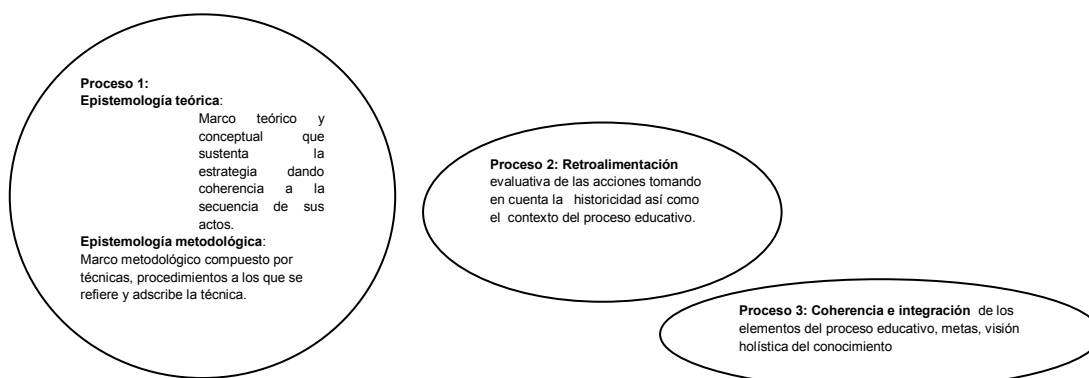 Proceso 1:
Epistemología teórica:
Marco teórico y
conceptual que
sustenta la
estrategia dando
coherencia a la
secuencia de sus
actos.
Epistemología metodológica:
Marco metodológico compuesto por
técnicas, procedimientos a los que se
refiere y adscribe la técnica.
Proceso 2: Retroalimentación
evaluativa de las acciones tomando
en cuenta la historicidad así como
el contexto del proceso educativo.
Proceso 3: Coherencia e integración de los
elementos del proceso educativo, metas, visión
holística del conocimiento